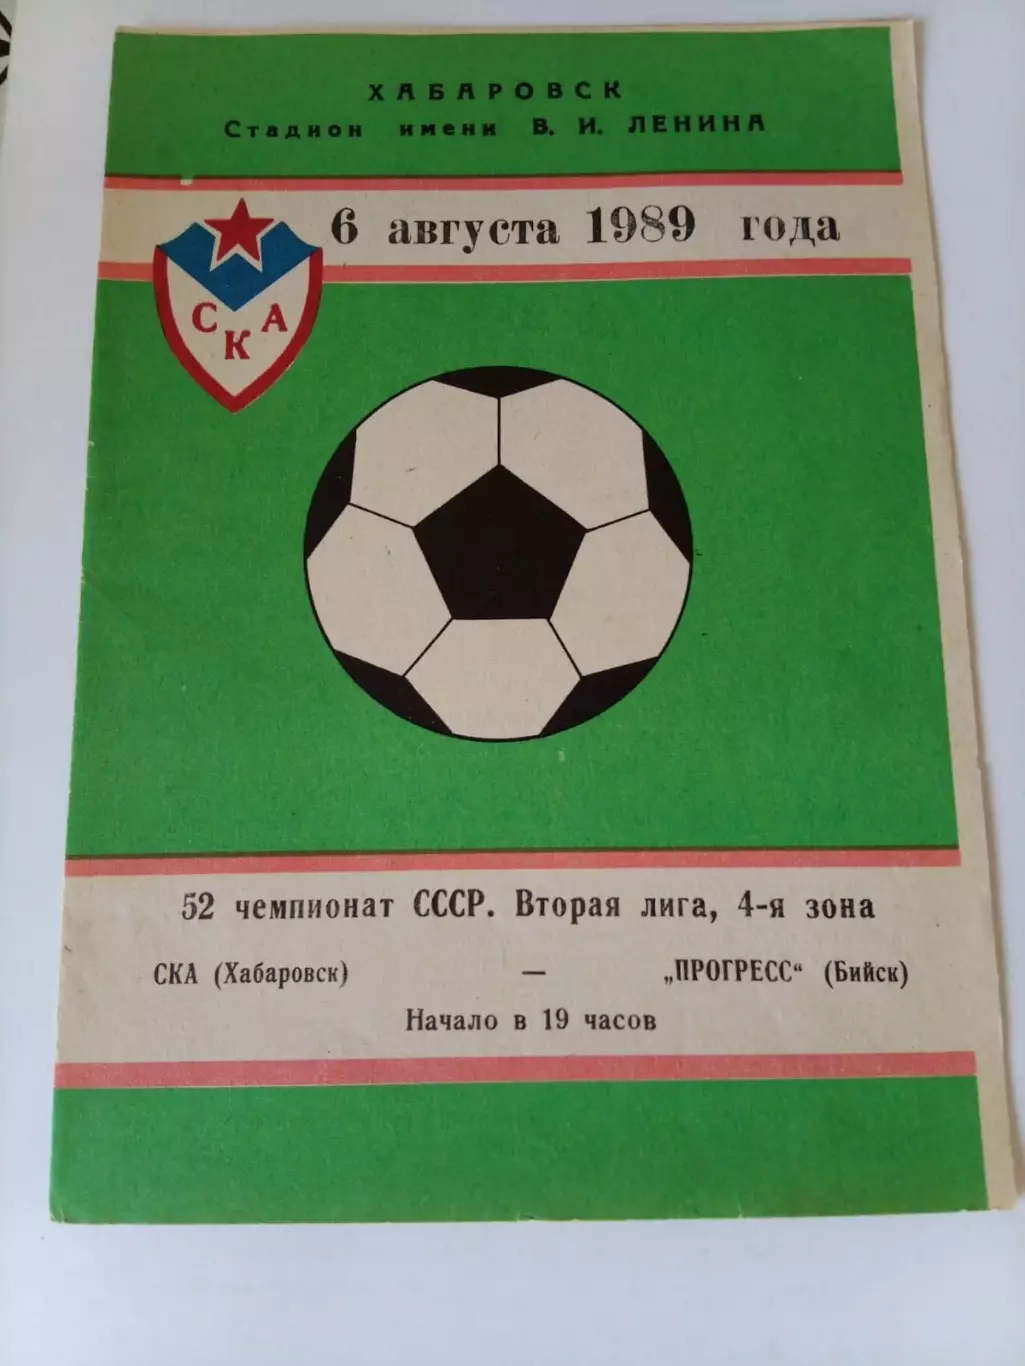 ХАБАРОВСК
Стадион имени В. И. ЛЕНИНА
6 августа 1989 года
СКА
52 чемпионат СССР. Вторая лига, 4-я зона
СКА (Хабаровск) — „ПРОГРЕСС“ (Бийск)
Начало в 19 часов